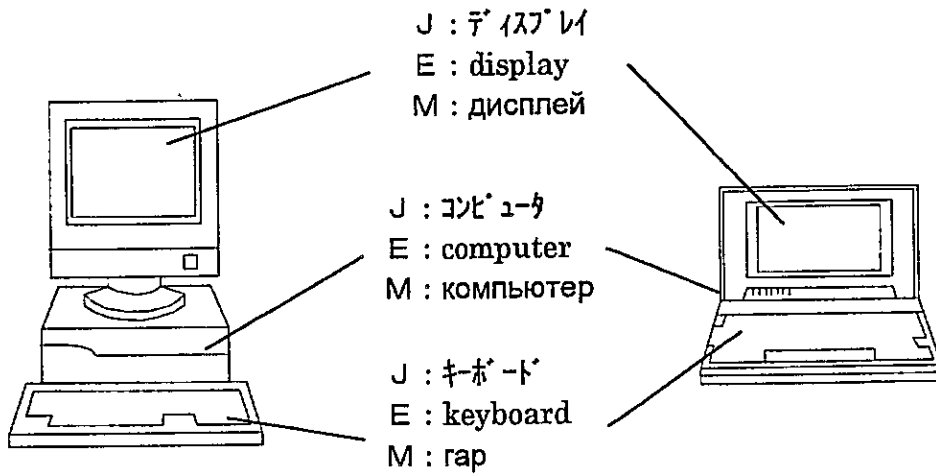 J : ﾃﾞｨｽﾌﾟﾚｲ
E : display
M : дисплей
J : ｺﾝﾋﾟｭｰﾀ
E : computer
M : компьютер
J : ｷｰﾎﾞｰﾄﾞ
E : keyboard
M : гар